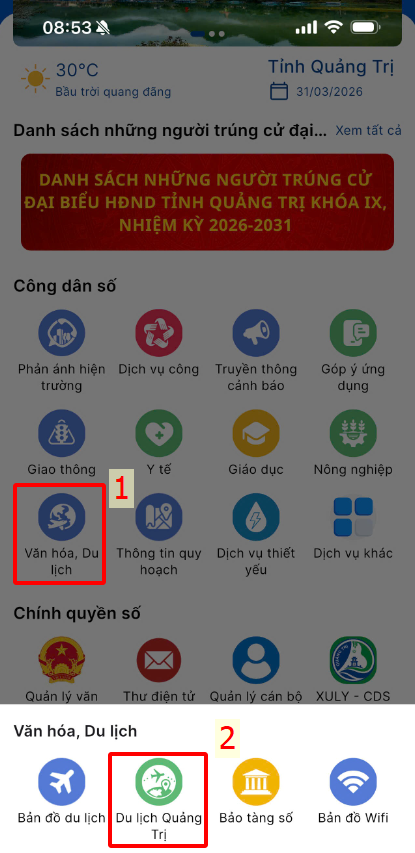 08:53
30°C
Tỉnh Quảng Trị
Bầu trời quang đãng
31/03/2026
Danh sách những người trúng cử đại... Xem tất cả
DANH SÁCH NHỮNG NGƯỜI TRÚNG CỬ
ĐẠI BIỂU HĐND TỈNH QUẢNG TRỊ KHÓA IX,
NHIỆM KỲ 2026-2031
Công dân số
Phản ánh hiện
trường
Dịch vụ công
Truyền thông
cảnh báo
Góp ý ứng
dụng
Giao thông
Y tế
Giáo dục
Nông nghiệp
1
Văn hóa, Du
lịch
Thông tin quy
hoạch
Dịch vụ thiết
yếu
Dịch vụ khác
Chính quyền số
Quản lý văn
Thư điện tử
Quản lý cán bộ
XULY - CDS
Văn hóa, Du lịch
2
Bản đồ du lịch
Du lịch Quảng
Trị
Bảo tàng số
Bản đồ Wifi